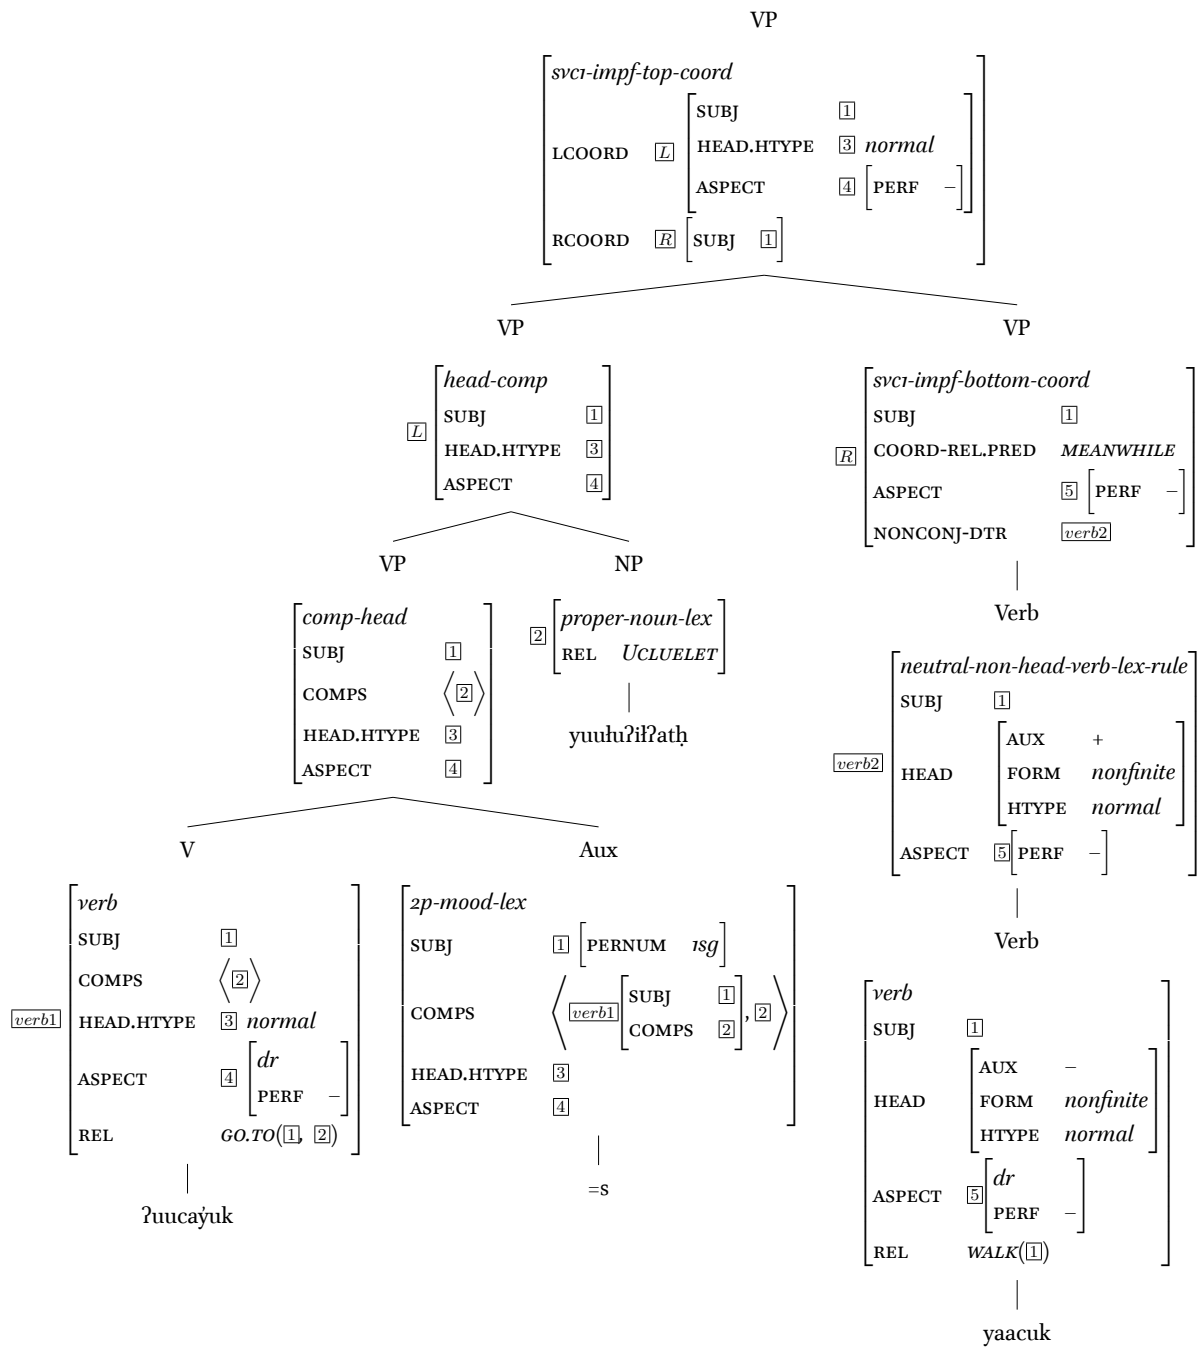 VP
svc1-impf-top-coord
LCOORD L SUBJ 1
HEAD.HTYPE 3 normal
ASPECT 4 PERF –
RCOORD R SUBJ 1
VP VP
L head-comp
SUBJ 1
HEAD.HTYPE 3
ASPECT 4
R svc1-impf-bottom-coord
SUBJ 1
COORD-REL.PRED MEANWHILE
ASPECT 5 PERF –
NONCONJ-DTR verb2
VP NP
comp-head
SUBJ 1
COMPS ⟨2⟩
HEAD.HTYPE 3
ASPECT 4
2 proper-noun-lex
REL UCLUELET
yuułuʔiłʔatḥ
Verb
verb2 neutral-non-head-verb-lex-rule
SUBJ 1
HEAD AUX +
FORM nonfinite
HTYPE normal
ASPECT 5 PERF –
V Aux
verb1 verb
SUBJ 1
COMPS ⟨2⟩
HEAD.HTYPE 3 normal
ASPECT 4 dr
PERF –
REL GO.TO(1, 2)
ʔuucay̓uk
2p-mood-lex
SUBJ 1 PERNUM 1sg
COMPS ⟨verb1 SUBJ 1
COMPS 2, 2⟩
HEAD.HTYPE 3
ASPECT 4
=s
Verb
verb
SUBJ 1
HEAD AUX –
FORM nonfinite
HTYPE normal
ASPECT 5 dr
PERF –
REL WALK(1)
yaacuk